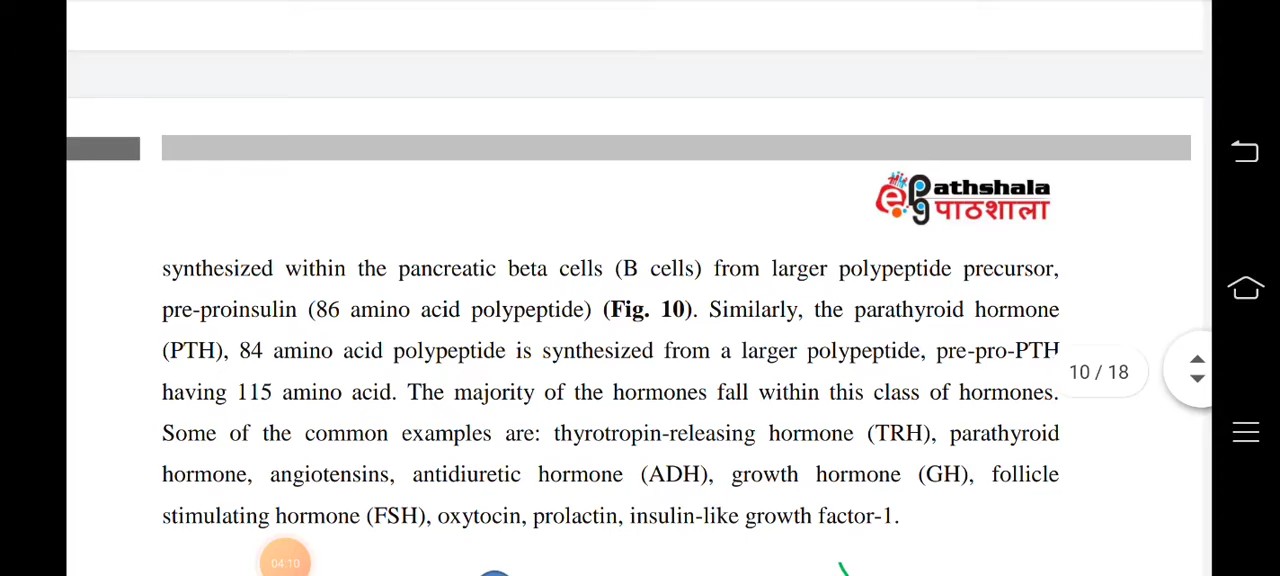 ePathshala
पाठशाला
synthesized within the pancreatic beta cells (B cells) from larger polypeptide precursor,
pre-proinsulin (86 amino acid polypeptide) (Fig. 10). Similarly, the parathyroid hormone
(PTH), 84 amino acid polypeptide is synthesized from a larger polypeptide, pre-pro-PTH
10 / 18
having 115 amino acid. The majority of the hormones fall within this class of hormones.
Some of the common examples are: thyrotropin-releasing hormone (TRH), parathyroid
hormone, angiotensins, antidiuretic hormone (ADH), growth hormone (GH), follicle
stimulating hormone (FSH), oxytocin, prolactin, insulin-like growth factor-1.
04:10